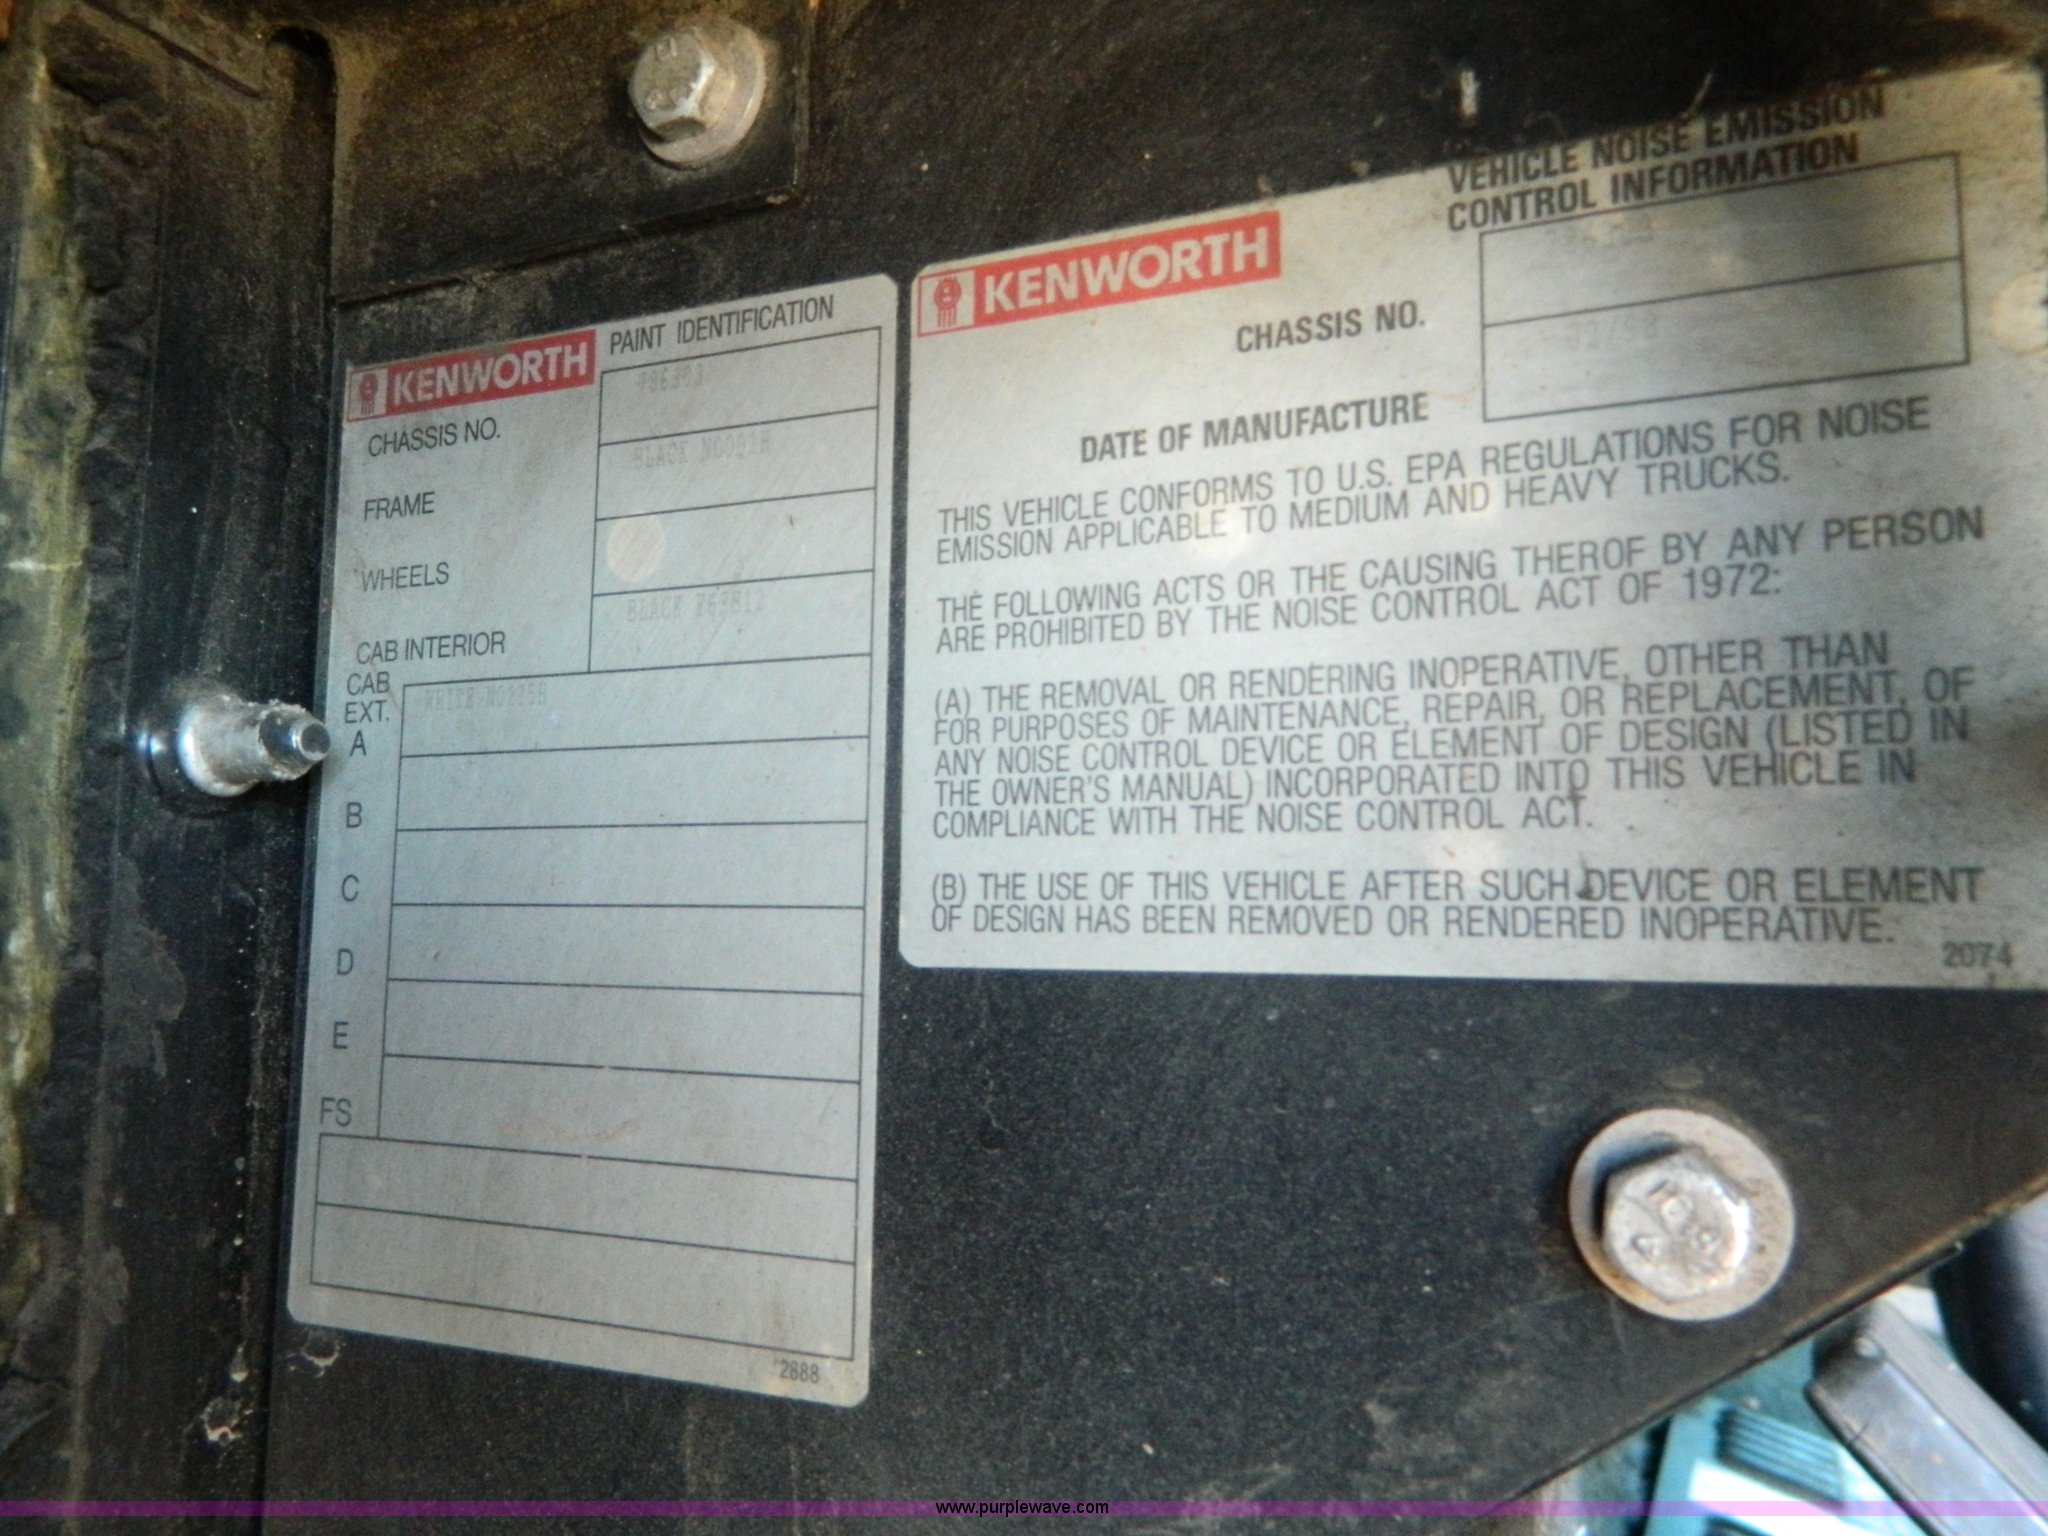 KENWORTH PAINT IDENTIFICATION
CHASSIS NO.
FRAME BLACK
WHEELS
CAB INTERIOR BLACK
CAB
EXT.
A WHITE
B
C
D
E
FS
2888
VEHICLE NOISE EMISSION
CONTROL INFORMATION
KENWORTH
CHASSIS NO.
DATE OF MANUFACTURE
THIS VEHICLE CONFORMS TO U.S. EPA REGULATIONS FOR NOISE
EMISSION APPLICABLE TO MEDIUM AND HEAVY TRUCKS.
THE FOLLOWING ACTS OR THE CAUSING THEROF BY ANY PERSON
ARE PROHIBITED BY THE NOISE CONTROL ACT OF 1972:
(A) THE REMOVAL OR RENDERING INOPERATIVE, OTHER THAN
FOR PURPOSES OF MAINTENANCE, REPAIR, OR REPLACEMENT, OF
ANY NOISE CONTROL DEVICE OR ELEMENT OF DESIGN (LISTED IN
THE OWNER'S MANUAL) INCORPORATED INTO THIS VEHICLE IN
COMPLIANCE WITH THE NOISE CONTROL ACT.
(B) THE USE OF THIS VEHICLE AFTER SUCH DEVICE OR ELEMENT
OF DESIGN HAS BEEN REMOVED OR RENDERED INOPERATIVE.
2074
www.purplewave.com